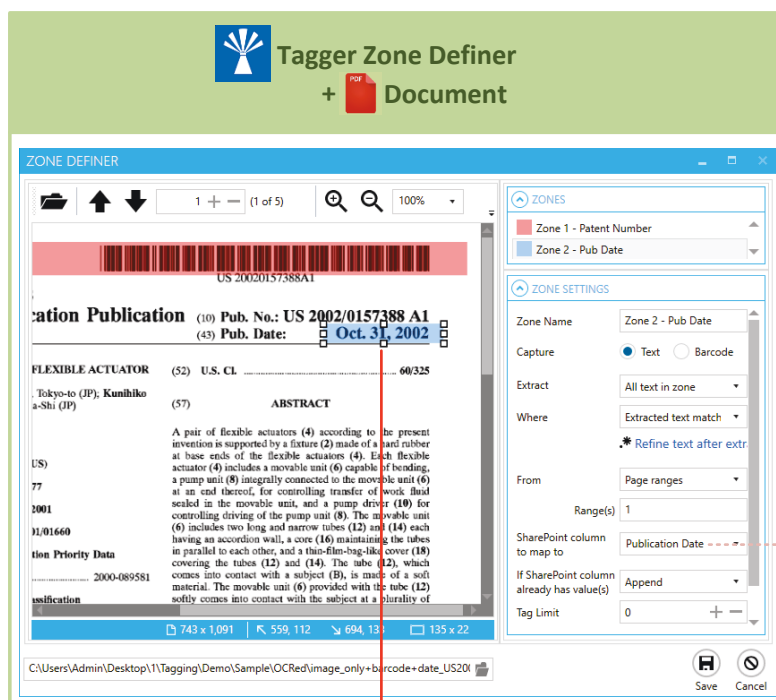 Tagger Zone Definer
+ PDF Document
ZONE DEFINER
1 (1 of 5) 100%
US 20020157388A1
cation Publication (10) Pub. No.: US 2002/0157388 A1
(43) Pub. Date: Oct. 31, 2002
FLEXIBLE ACTUATOR (52) U.S. Cl. ........................................................ 60/325
Tokyo-to (JP); Kunihiko
a-Shi (JP) (57) ABSTRACT
A pair of flexible actuators (4) according to the present
invention is supported by a fixture (2) made of a hard rubber
at base ends of the flexible actuators (4). Each flexible
actuator (4) includes a movable unit (6) capable of bending,
US) a pump unit (8) integrally connected to the movable unit (6)
77 at an end thereof, for controlling transfer of work fluid
sealed in the movable unit, and a pump driver (10) for
2001 controlling driving of the pump unit (8). The movable unit
01/01660 (6) includes two long and narrow tubes (12) and (14) each
having an accordion wall, a core (16) maintaining the tubes
tion Priority Data in parallel to each other, and a thin-film-bag-like cover (18)
covering the tubes (12) and (14). The tube (12), which
............................ 2000-089581 comes into contact with a subject (B), is made of a soft
material. The movable unit (6) provided with the tube (12)
assification softly comes into contact with the subject at a plurality of
743 x 1,091 559, 112 694, 133 135 x 22
C:\Users\Admin\Desktop\1\Tagging\Demo\Sample\OCRed\image_only+barcode+date_US200
ZONES
Zone 1 - Patent Number
Zone 2 - Pub Date
ZONE SETTINGS
Zone Name Zone 2 - Pub Date
Capture Text Barcode
Extract All text in zone
Where Extracted text match
.* Refine text after extr
From Page ranges
Range(s) 1
SharePoint column
to map to Publication Date
If SharePoint column
already has value(s) Append
Tag Limit 0
Save Cancel